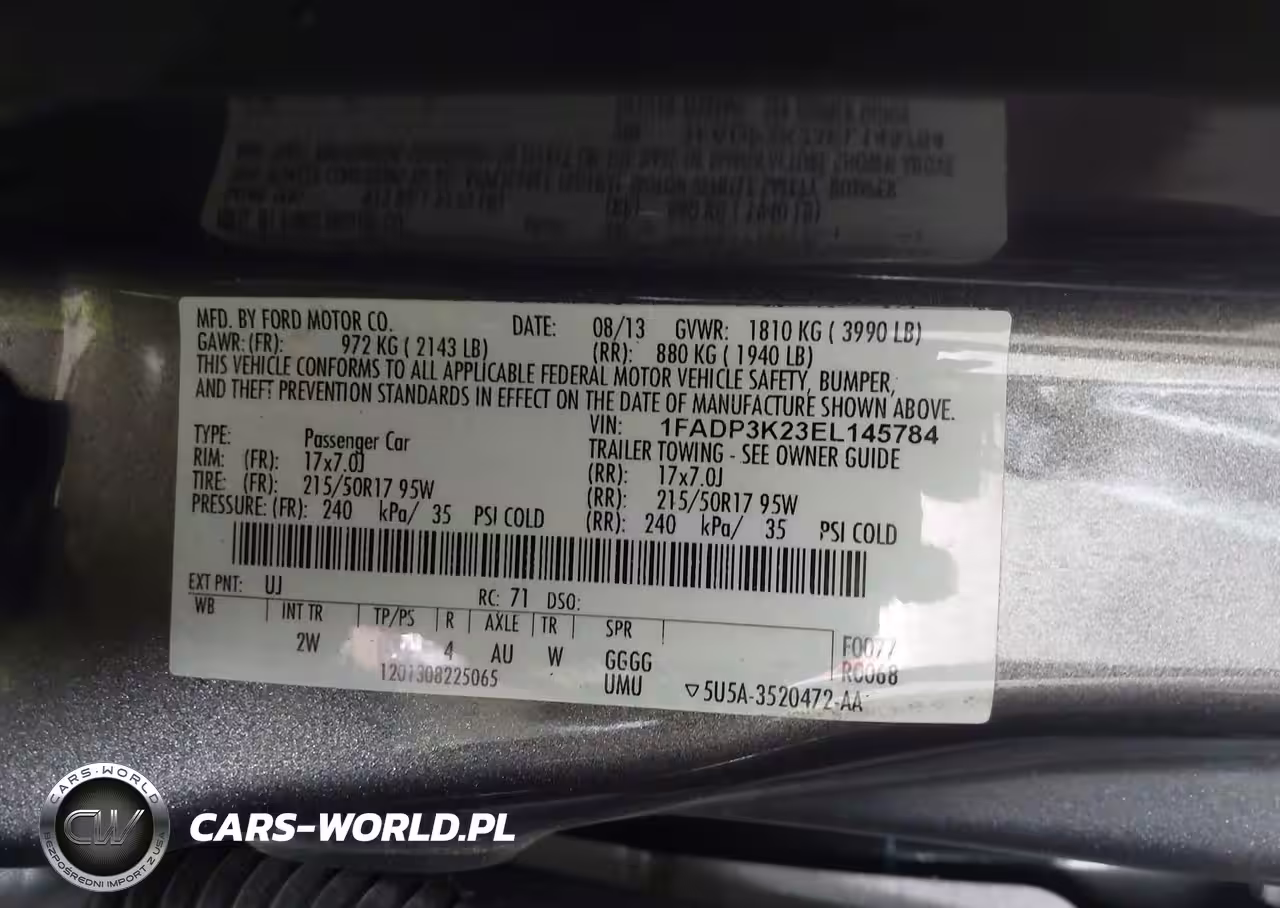 MFD. BY FORD MOTOR CO. DATE: 08/13 GVWR: 1810 KG ( 3990 LB)
GAWR: (FR): 972 KG ( 2143 LB) (RR): 880 KG ( 1940 LB)
THIS VEHICLE CONFORMS TO ALL APPLICABLE FEDERAL MOTOR VEHICLE SAFETY, BUMPER,
AND THEFT PREVENTION STANDARDS IN EFFECT ON THE DATE OF MANUFACTURE SHOWN ABOVE.
VIN: 1FADP3K23EL145784
TYPE: Passenger Car TRAILER TOWING - SEE OWNER GUIDE
RIM: (FR): 17x7.0J (RR): 17x7.0J
TIRE: (FR): 215/50R17 95W (RR): 215/50R17 95W
PRESSURE: (FR): 240 kPa/ 35 PSI COLD (RR): 240 kPa/ 35 PSI COLD
EXT PNT: UJ RC: 71 DSO:
WB INT TR TP/PS R AXLE TR SPR
2W 4 AU W GGGG F0077
1201308225065 UMU R0068
▽5U5A-3520472-AA
CARS-WORLD
CW
BEZPOŚREDNI IMPORT Z USA
CARS-WORLD.PL